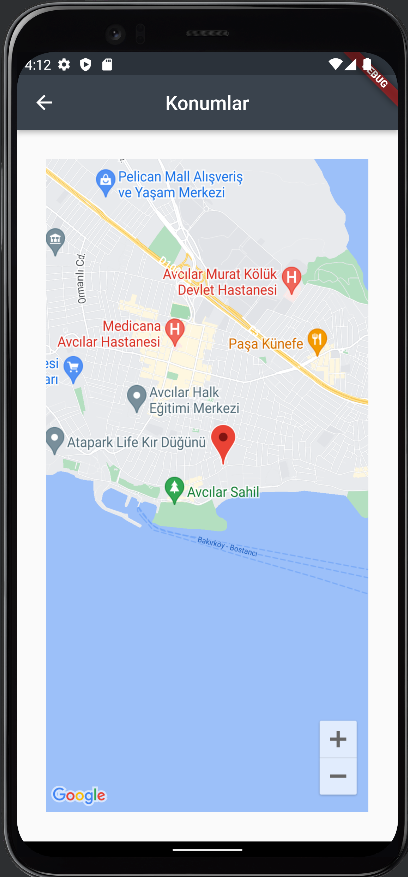 4:12
DEBUG
Konumlar
Pelican Mall Alışveriş
ve Yaşam Merkezi
D100
Ormanlı Cd.
Avcılar Murat Kölük
Devlet Hastanesi
Medicana
Avcılar Hastanesi
Paşa Künefe
esi
arı
Avcılar Halk
Eğitimi Merkezi
Atapark Life Kır Düğünü
Avcılar Sahil
Bakırköy - Bostancı
Google